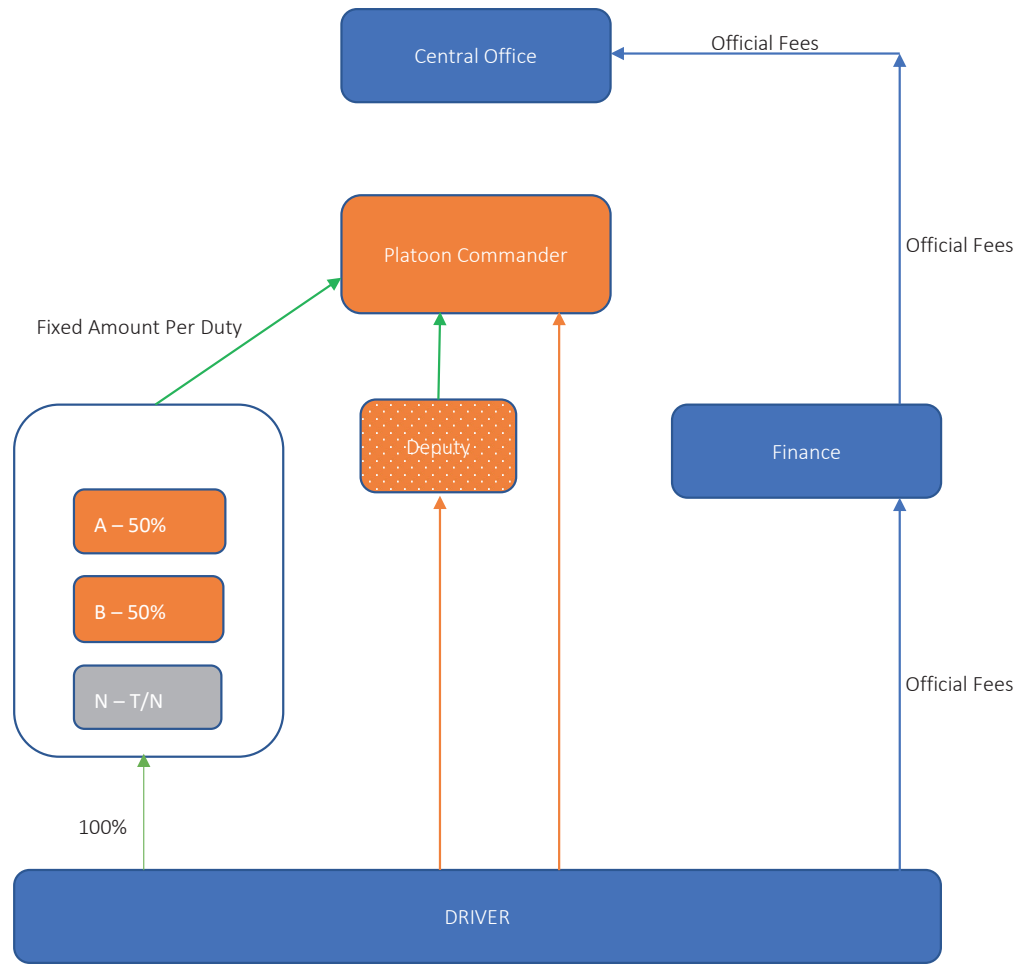 Central Office
Official Fees
Platoon Commander
Official Fees
Fixed Amount Per Duty
Deputy
Finance
A – 50%
B – 50%
N – T/N
Official Fees
100%
DRIVER